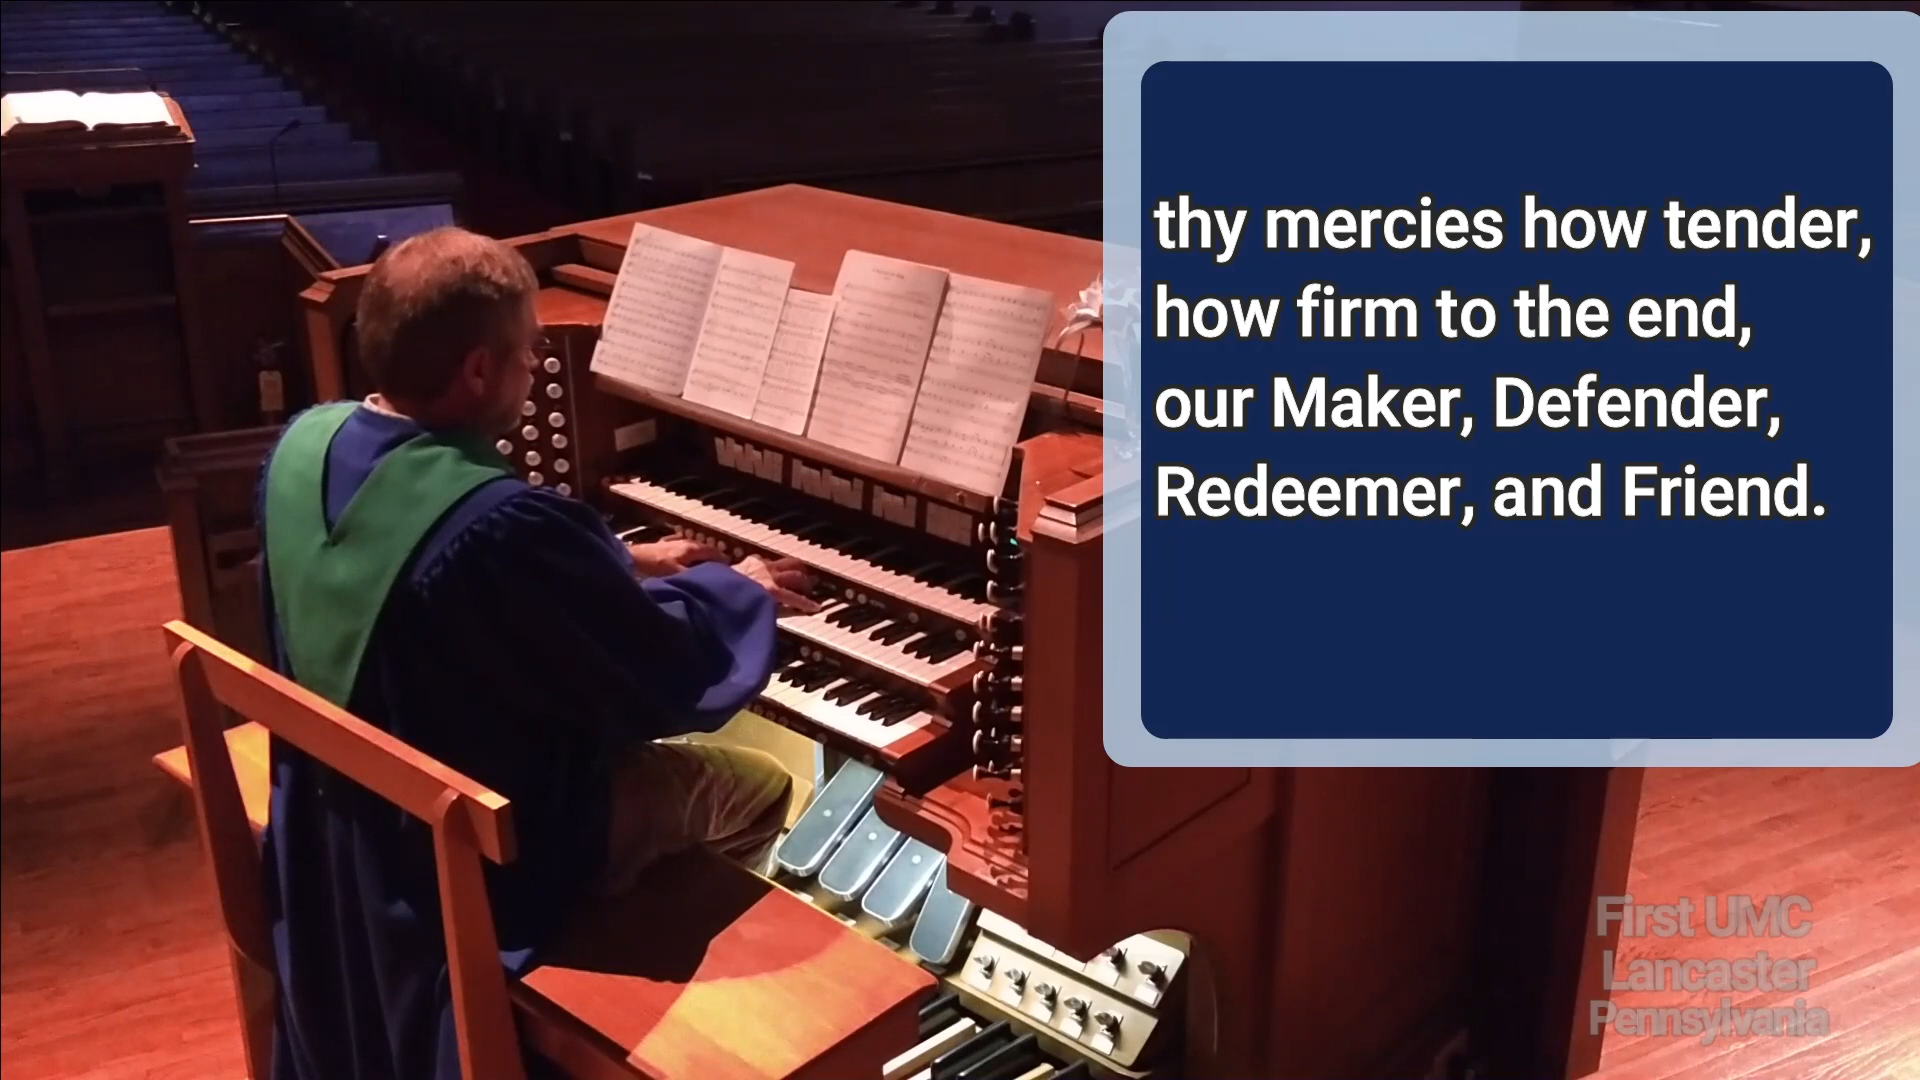 thy mercies how tender,
how firm to the end,
our Maker, Defender,
Redeemer, and Friend.
First UMC
Lancaster
Pennsylvania